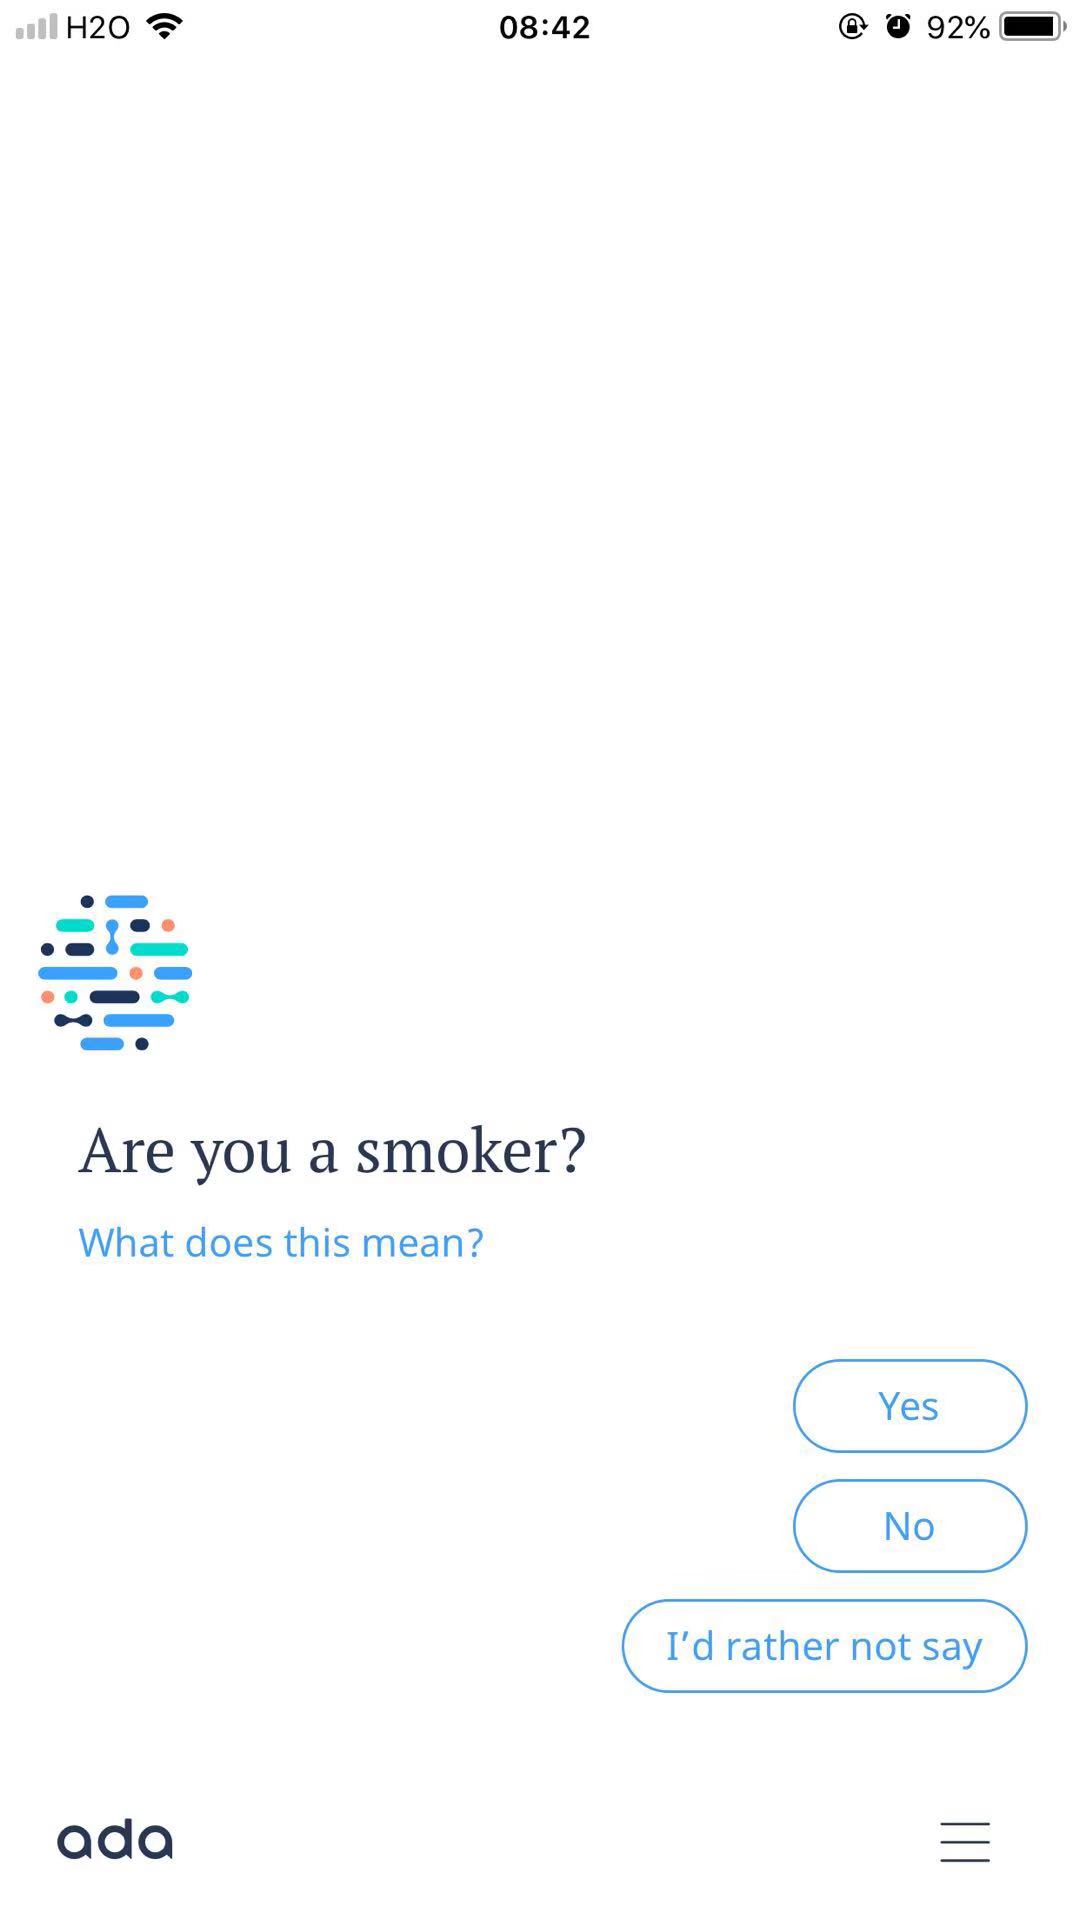 H2O 08:42 92%
Are you a smoker?
What does this mean?
Yes
No
I’d rather not say
ada